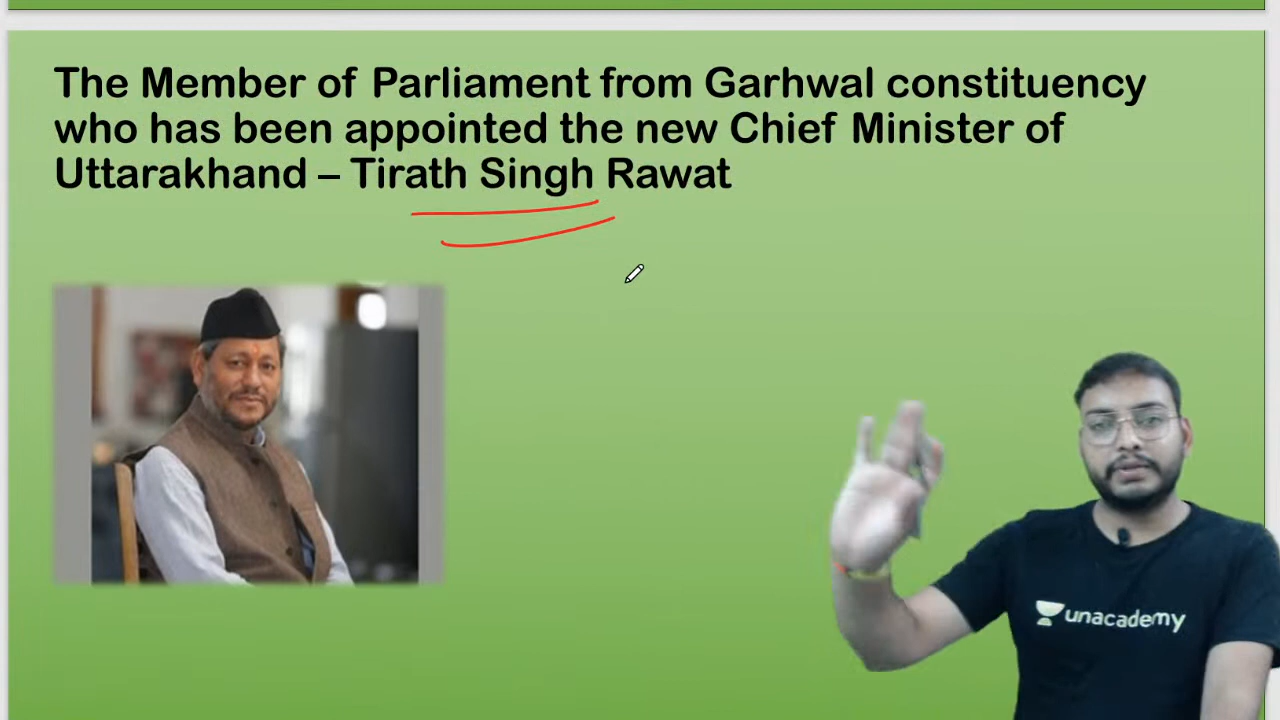 The Member of Parliament from Garhwal constituency
who has been appointed the new Chief Minister of
Uttarakhand – Tirath Singh Rawat
unacademy